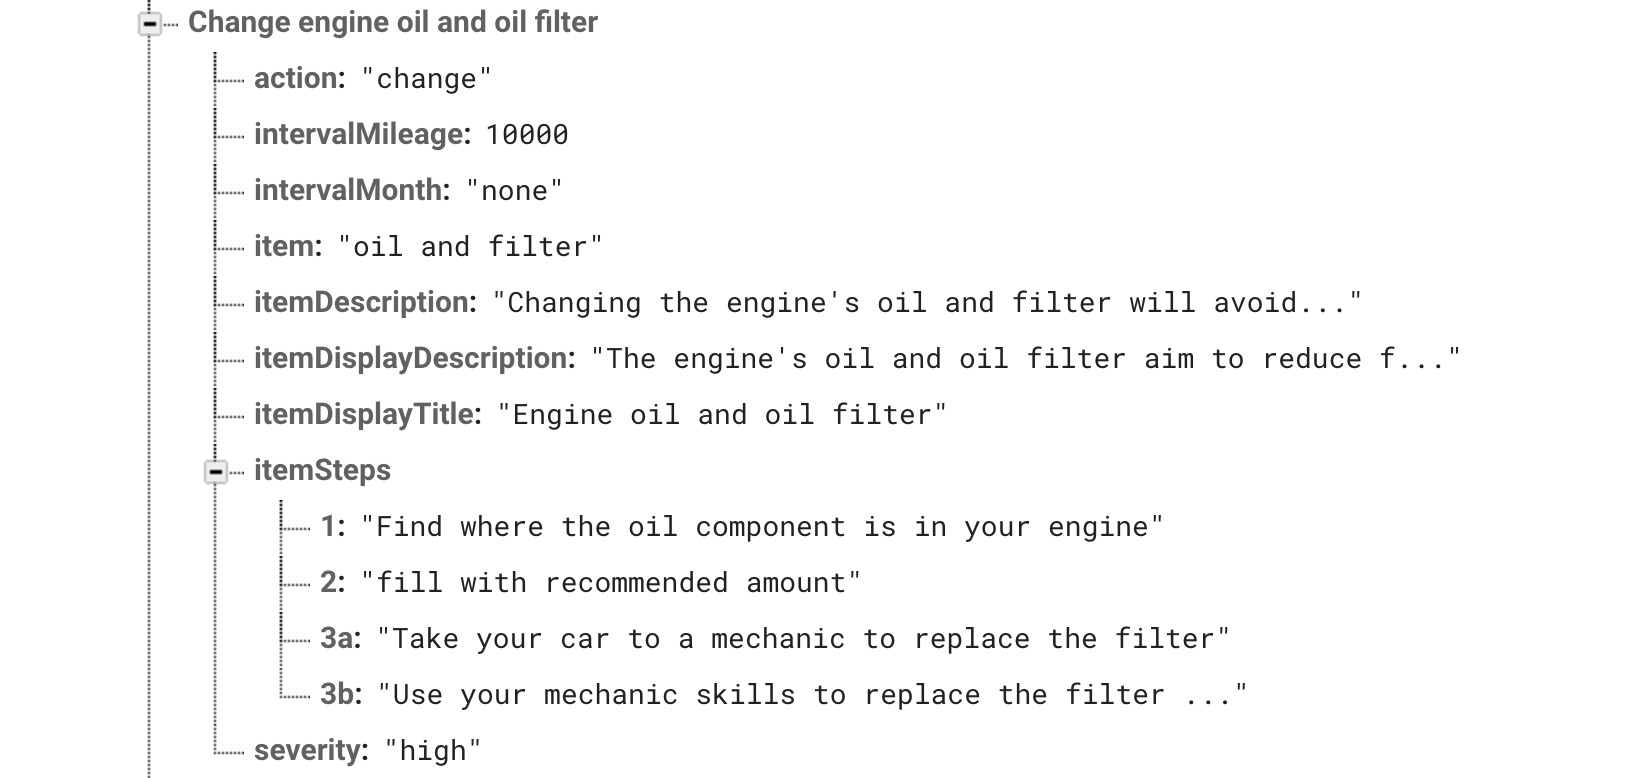 Change engine oil and oil filter
action: "change"
intervalMileage: 10000
intervalMonth: "none"
item: "oil and filter"
itemDescription: "Changing the engine's oil and filter will avoid..."
itemDisplayDescription: "The engine's oil and oil filter aim to reduce f..."
itemDisplayTitle: "Engine oil and oil filter"
itemSteps
1: "Find where the oil component is in your engine"
2: "fill with recommended amount"
3a: "Take your car to a mechanic to replace the filter"
3b: "Use your mechanic skills to replace the filter ..."
severity: "high"